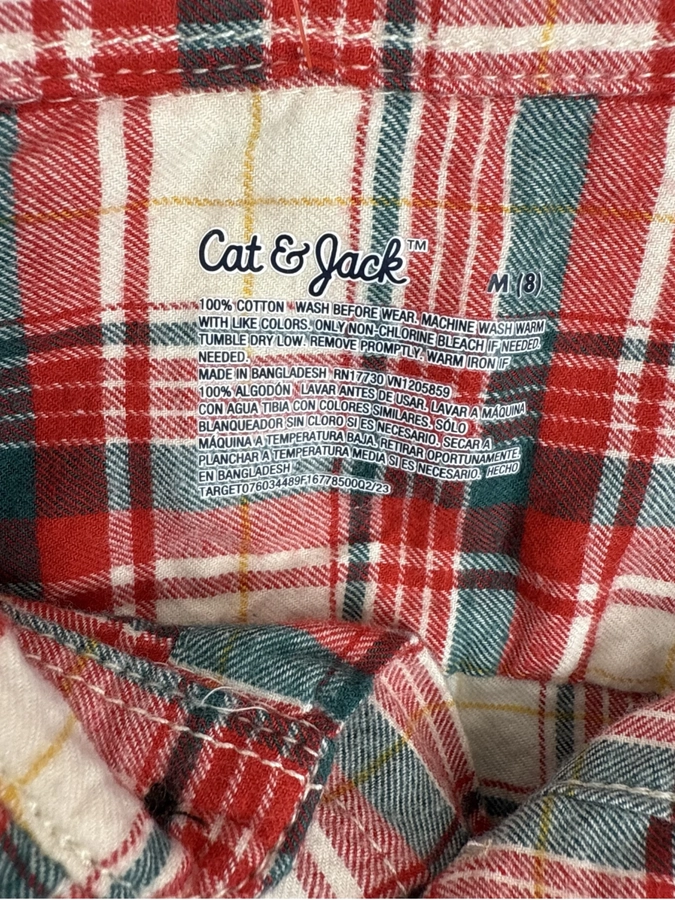 Cat & Jack™
M (8)
100% COTTON WASH BEFORE WEAR. MACHINE WASH WARM
WITH LIKE COLORS. ONLY NON-CHLORINE BLEACH IF NEEDED.
TUMBLE DRY LOW. REMOVE PROMPTLY. WARM IRON IF
NEEDED.
MADE IN BANGLADESH RN17730 VN1205859
100% ALGODÓN LAVAR ANTES DE USAR. LAVAR A MÁQUINA
CON AGUA TIBIA CON COLORES SIMILARES. SÓLO
BLANQUEADOR SIN CLORO SI ES NECESARIO. SECAR A
MÁQUINA A TEMPERATURA BAJA. RETIRAR OPORTUNAMENTE.
PLANCHAR A TEMPERATURA MEDIA SI ES NECESARIO. HECHO
EN BANGLADESH
TARGET076034489F1677850002/23